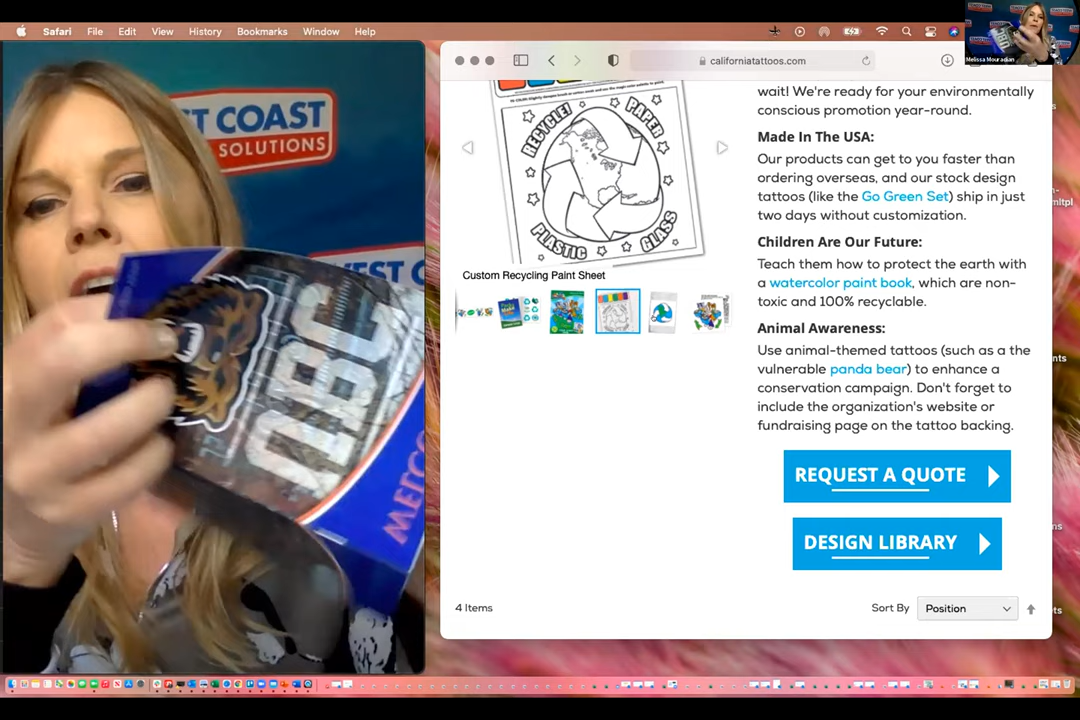 Safari File Edit View History Bookmarks Window Help
Melissa Mouradian
californiatattoos.com
WEST COAST
SOLUTIONS
ABC
RECYCLE!
PAPER
PLASTIC
GLASS
Custom Recycling Paint Sheet
wait! We're ready for your environmentally
conscious promotion year-round.
Made In The USA:
Our products can get to you faster than
ordering overseas, and our stock design
tattoos (like the Go Green Set) ship in just
two days without customization.
Children Are Our Future:
Teach them how to protect the earth with
a watercolor paint book, which are non-
toxic and 100% recyclable.
Animal Awareness:
Use animal-themed tattoos (such as a the
vulnerable panda bear) to enhance a
conservation campaign. Don't forget to
include the organization's website or
fundraising page on the tattoo backing.
REQUEST A QUOTE
DESIGN LIBRARY
4 Items
Sort By Position